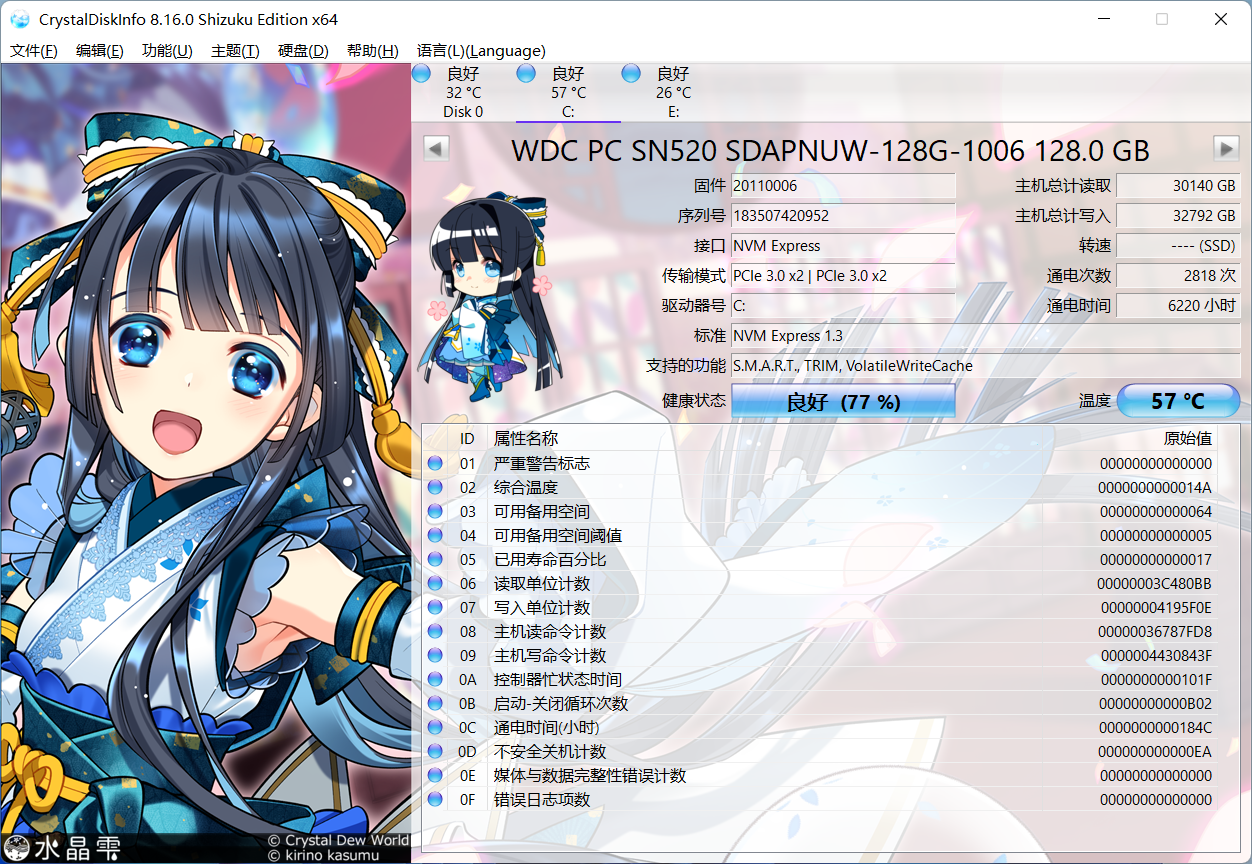 CrystalDiskInfo 8.16.0 Shizuku Edition x64
文件(F) 编辑(E) 功能(U) 主题(T) 硬盘(D) 帮助(H) 语言(L)(Language)
良好 良好 良好
32 °C 57 °C 26 °C
Disk 0 C: E:
WDC PC SN520 SDAPNUW-128G-1006 128.0 GB
固件 20110006 主机总计读取 30140 GB
序列号 183507420952 主机总计写入 32792 GB
接口 NVM Express 转速 ---- (SSD)
传输模式 PCIe 3.0 x2 | PCIe 3.0 x2 通电次数 2818 次
驱动器号 C: 通电时间 6220 小时
标准 NVM Express 1.3
支持的功能 S.M.A.R.T., TRIM, VolatileWriteCache
健康状态 良好 (77 %) 温度 57 °C
ID 属性名称 原始值
01 严重警告标志 00000000000000
02 综合温度 0000000000014A
03 可用备用空间 00000000000064
04 可用备用空间阈值 00000000000005
05 已用寿命百分比 00000000000017
06 读取单位计数 00000003C480BB
07 写入单位计数 00000004195F0E
08 主机读命令计数 00000036787FD8
09 主机写命令计数 0000004430843F
0A 控制器忙状态时间 0000000000101F
0B 启动-关闭循环次数 00000000000B02
0C 通电时间(小时) 0000000000184C
0D 不安全关机计数 000000000000EA
0E 媒体与数据完整性错误计数 00000000000000
0F 错误日志项数 00000000000000
水晶雫
© Crystal Dew World
© kirino kasumu